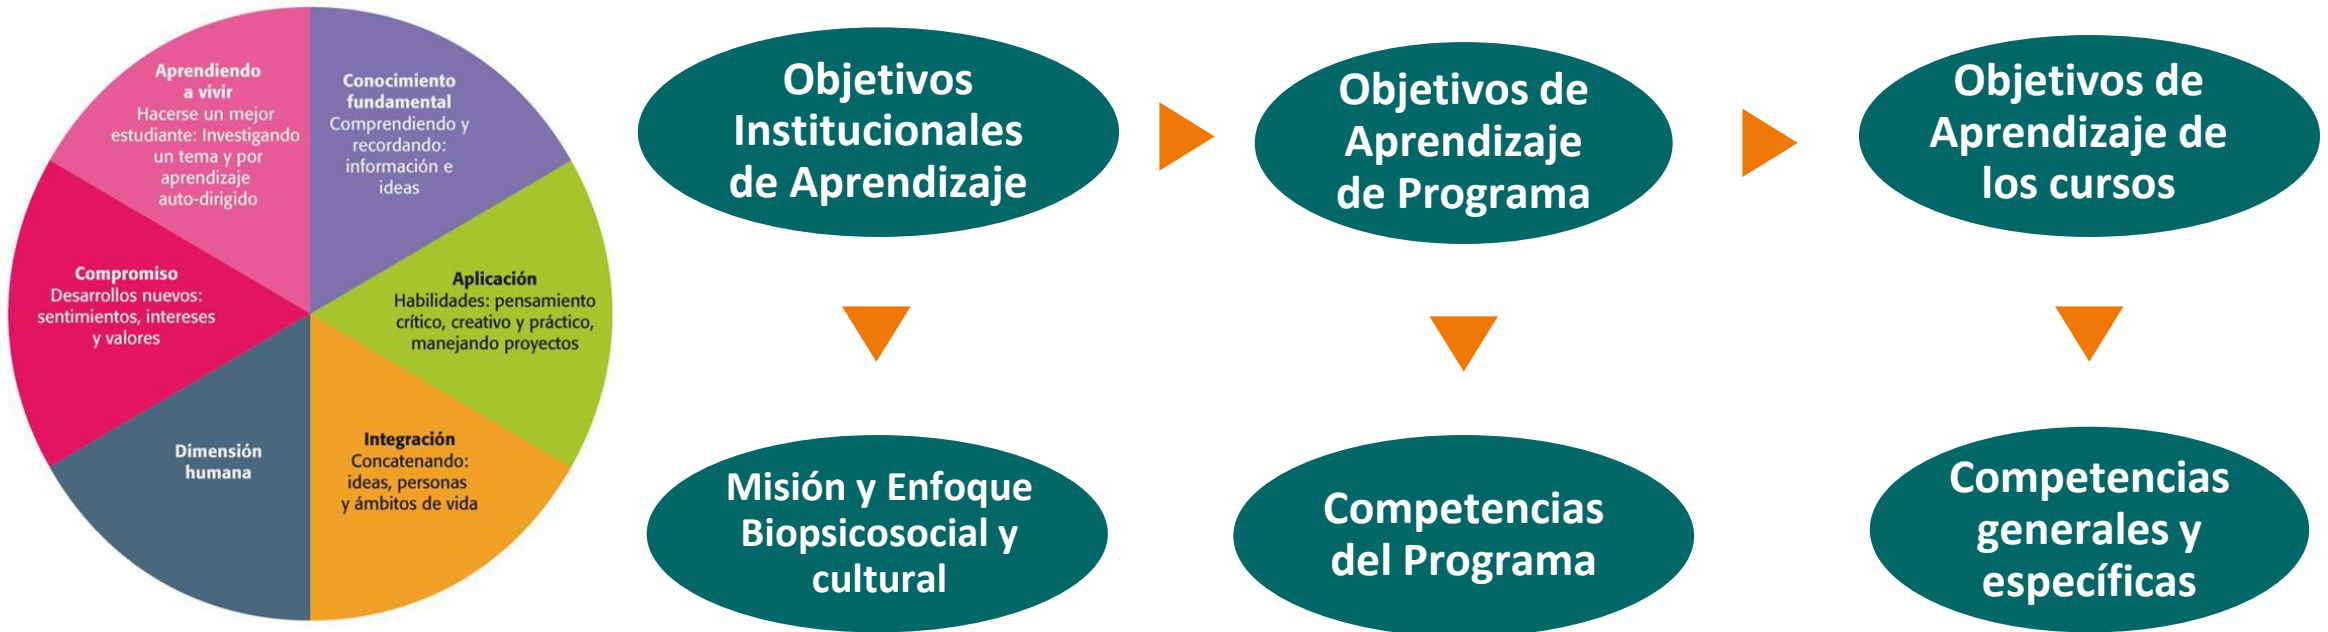 Aprendiendo
a vivir
Hacerse un mejor
estudiante: Investigando
un tema y por
aprendizaje
auto-dirigido
Conocimiento
fundamental
Comprendiendo y
recordando:
información e
ideas
Compromiso
Desarrollos nuevos:
sentimientos, intereses
y valores
Aplicación
Habilidades: pensamiento
crítico, creativo y práctico,
manejando proyectos
Dimensión
humana
Integración
Concatenando:
ideas, personas
y ámbitos de vida
Objetivos
Institucionales
de Aprendizaje
Objetivos de
Aprendizaje
de Programa
Objetivos de
Aprendizaje de
los cursos
Misión y Enfoque
Biopsicosocial y
cultural
Competencias
del Programa
Competencias
generales y
específicas